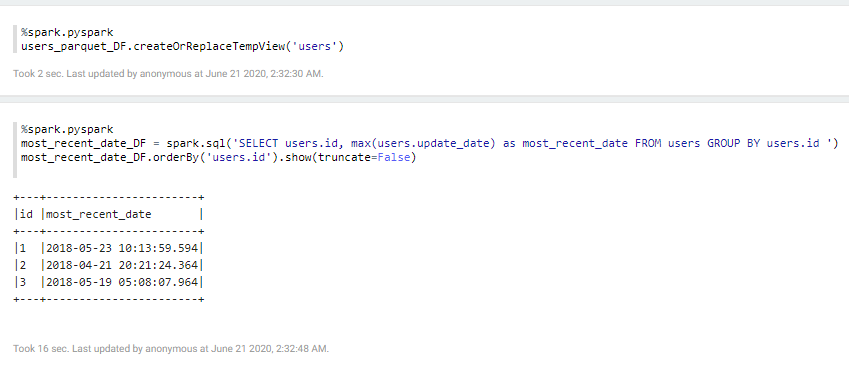 %spark.pyspark
users_parquet_DF.createOrReplaceTempView('users')
Took 2 sec. Last updated by anonymous at June 21 2020, 2:32:30 AM.
%spark.pyspark
most_recent_date_DF = spark.sql('SELECT users.id, max(users.update_date) as most_recent_date FROM users GROUP BY users.id ')
most_recent_date_DF.orderBy('users.id').show(truncate=False)
+---+-----------------------+
|id |most_recent_date       |
+---+-----------------------+
|1  |2018-05-23 10:13:59.594|
|2  |2018-04-21 20:21:24.364|
|3  |2018-05-19 05:08:07.964|
+---+-----------------------+
Took 16 sec. Last updated by anonymous at June 21 2020, 2:32:48 AM.